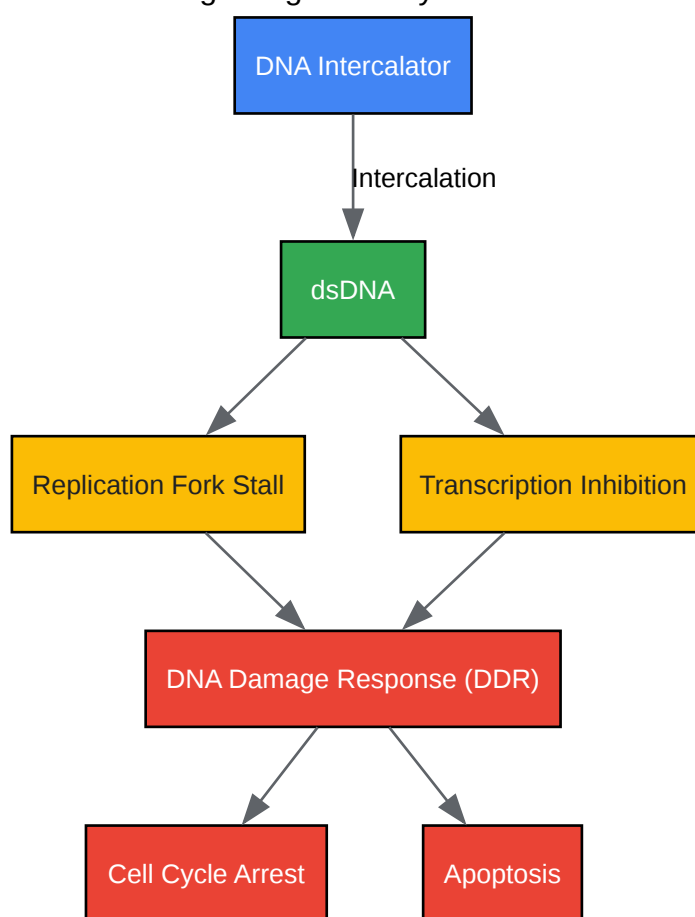 DNA Intercalator
Intercalation
dsDNA
Replication Fork Stall
Transcription Inhibition
DNA Damage Response (DDR)
Cell Cycle Arrest
Apoptosis